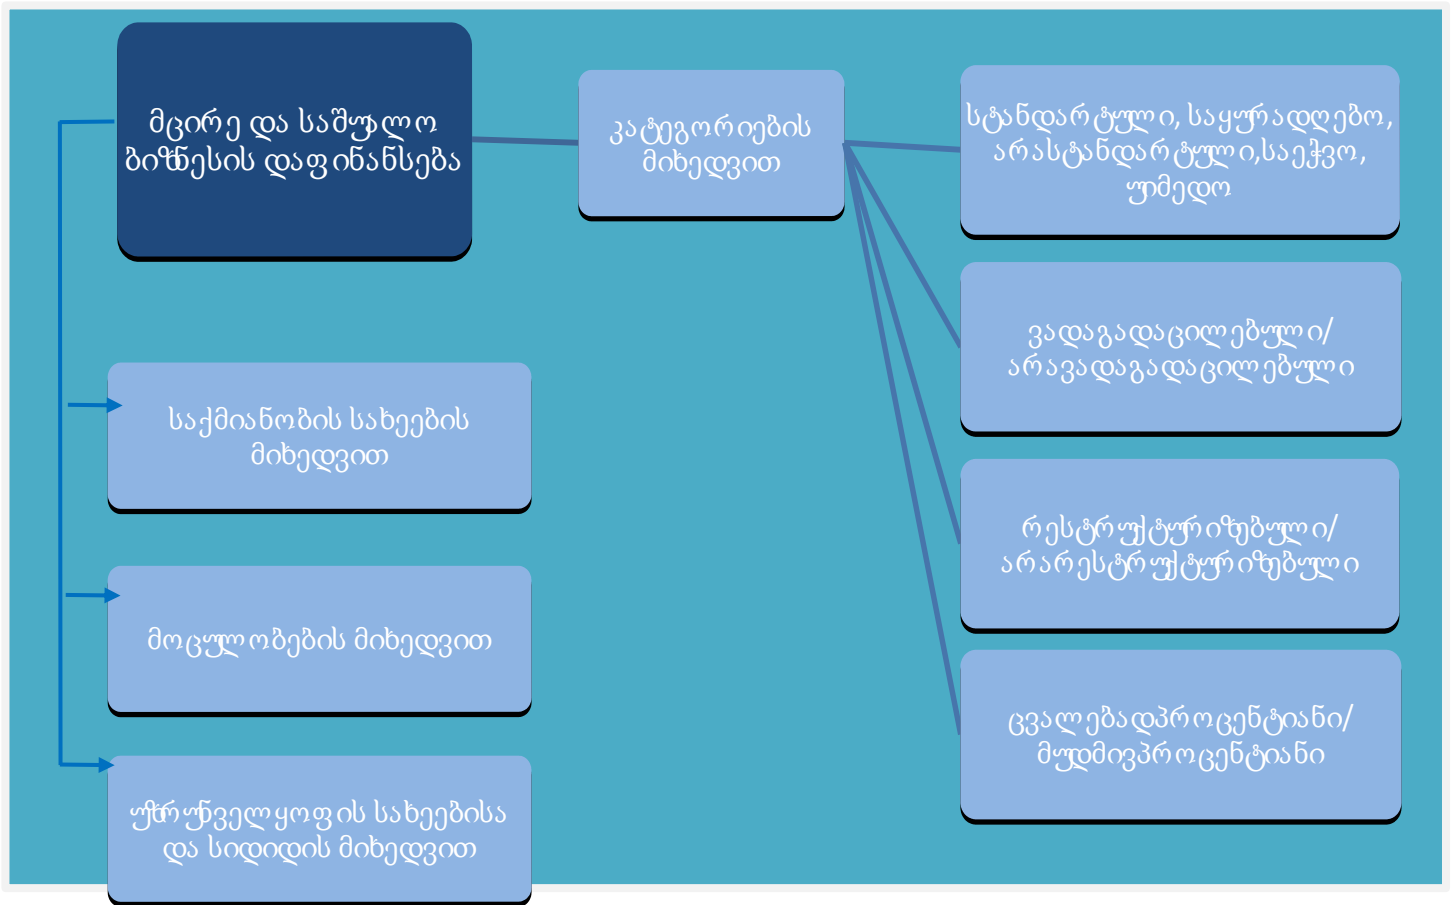 მცირე და საშუალო
ბიზნესის დაფინანსება
კატეგორიების
მიხედვით
სტანდარტული, საყურადღებო,
არასტანდარტული,საეჭვო,
უიმედო
ვადაგადაცილებული/
არავადაგადაცილებული
რესტრუქტურიზებული/
არარესტრუქტურიზებული
ცვალებადპროცენტიანი/
მუდმივპროცენტიანი
საქმიანობის სახეების
მიხედვით
მოცულობების მიხედვით
უზრუნველყოფის სახეებისა
და სიდიდის მიხედვით